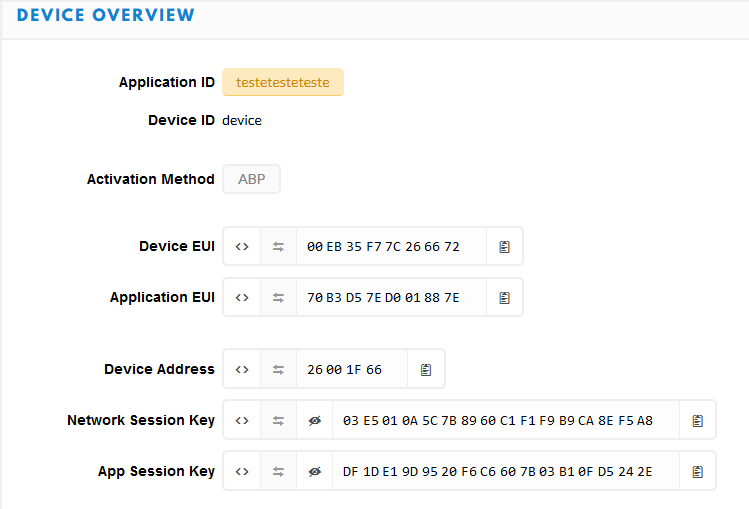 DEVICE OVERVIEW
Application ID testetesteteste
Device ID device
Activation Method ABP
Device EUI <> 00 EB 35 F7 7C 26 66 72
Application EUI <> 70 B3 D5 7E D0 01 88 7E
Device Address <> 26 00 1F 66
Network Session Key <> 03 E5 01 0A 5C 7B 89 60 C1 F1 F9 B9 CA 8E F5 A8
App Session Key <> DF 1D E1 9D 95 20 F6 C6 60 7B 03 B1 0F D5 24 2E